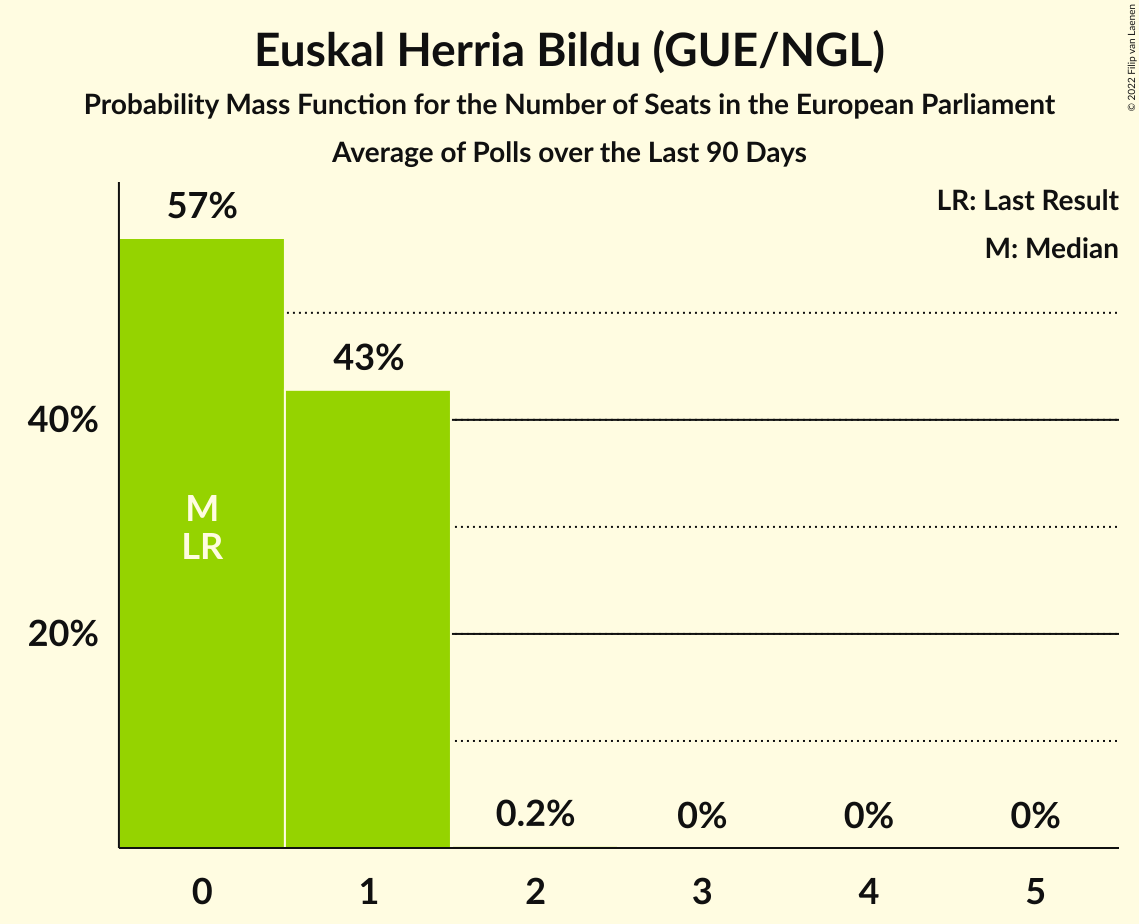 Euskal Herria Bildu (GUE/NGL)
Probability Mass Function for the Number of Seats in the European Parliament
Average of Polls over the Last 90 Days
© 2022 Filip van Laenen
LR: Last Result
M: Median
57%
43%
40%
M
LR
20%
0.2%
0%
0%
0%
0
1
2
3
4
5